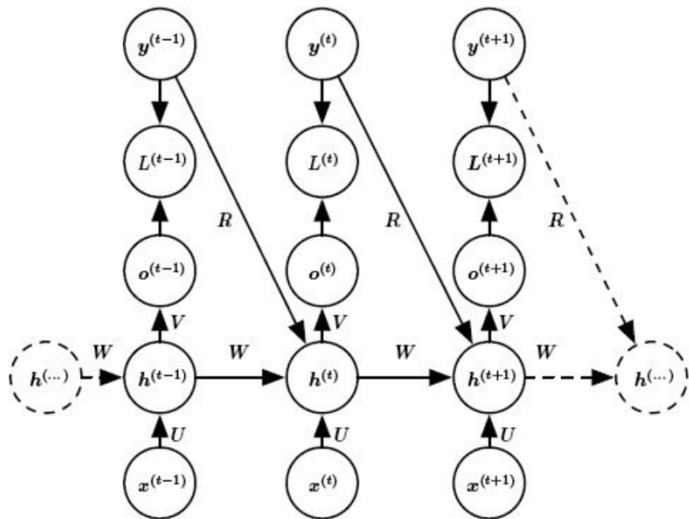 y^(t−1) y^(t) y^(t+1)
L^(t−1) L^(t) L^(t+1)
R R R
o^(t−1) o^(t) o^(t+1)
V V V
W W W W
h^(...) h^(t−1) h^(t) h^(t+1) h^(...)
U U U
x^(t−1) x^(t) x^(t+1)